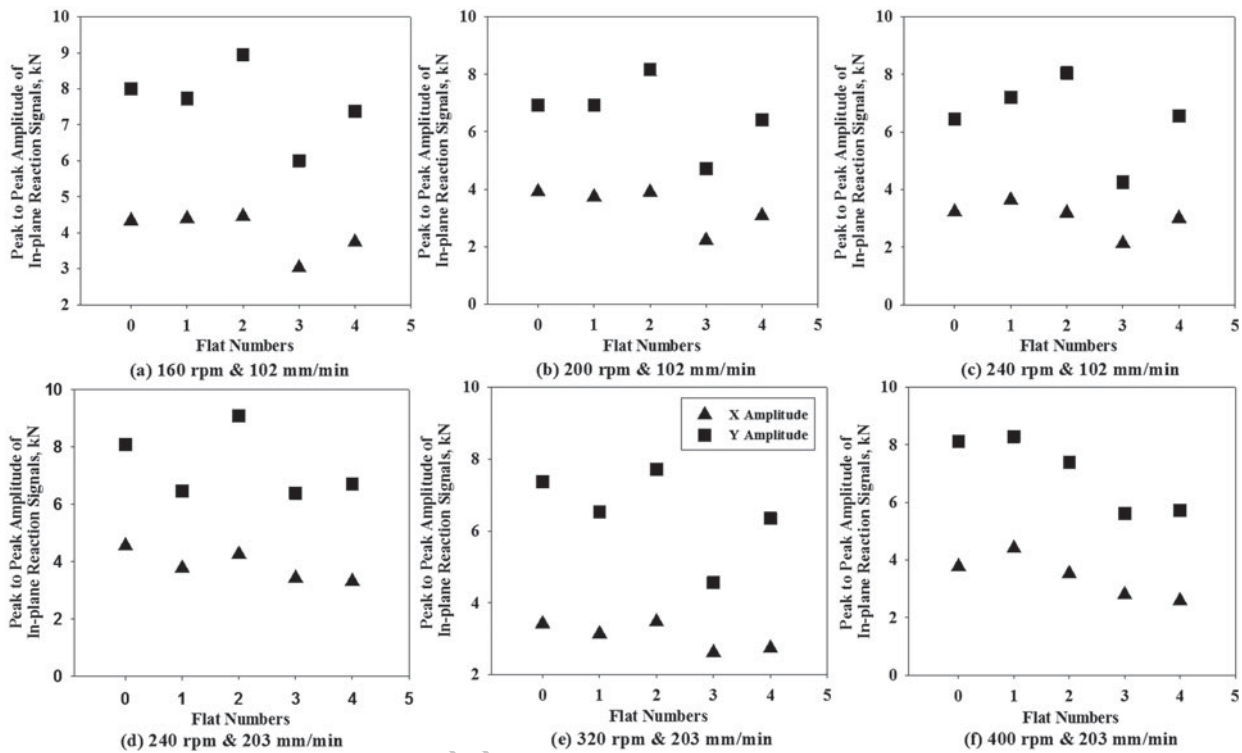 Peak to Peak Amplitude of
In-plane Reaction Signals, kN
10
9
8
7
6
5
4
3
2
0 1 2 3 4 5
Flat Numbers
(a) 160 rpm & 102 mm/min
Peak to Peak Amplitude of
In-plane Reaction Signals, kN
10
8
6
4
2
0
0 1 2 3 4 5
Flat Numbers
(b) 200 rpm & 102 mm/min
Peak to Peak Amplitude of
In-plane Reaction Signals, kN
10
8
6
4
2
0
0 1 2 3 4 5
Flat Numbers
(c) 240 rpm & 102 mm/min
Peak to Peak Amplitude of
In-plane Reaction Signals, kN
10
8
6
4
2
0
0 1 2 3 4 5
Flat Numbers
(d) 240 rpm & 203 mm/min
Peak to Peak Amplitude of
In-plane Reaction Signals, kN
10
8
6
4
2
X Amplitude
Y Amplitude
0 1 2 3 4 5
Flat Numbers
(e) 320 rpm & 203 mm/min
Peak to Peak Amplitude of
In-plane Reaction Signals, kN
10
8
6
4
2
0
0 1 2 3 4 5
Flat Numbers
(f) 400 rpm & 203 mm/min